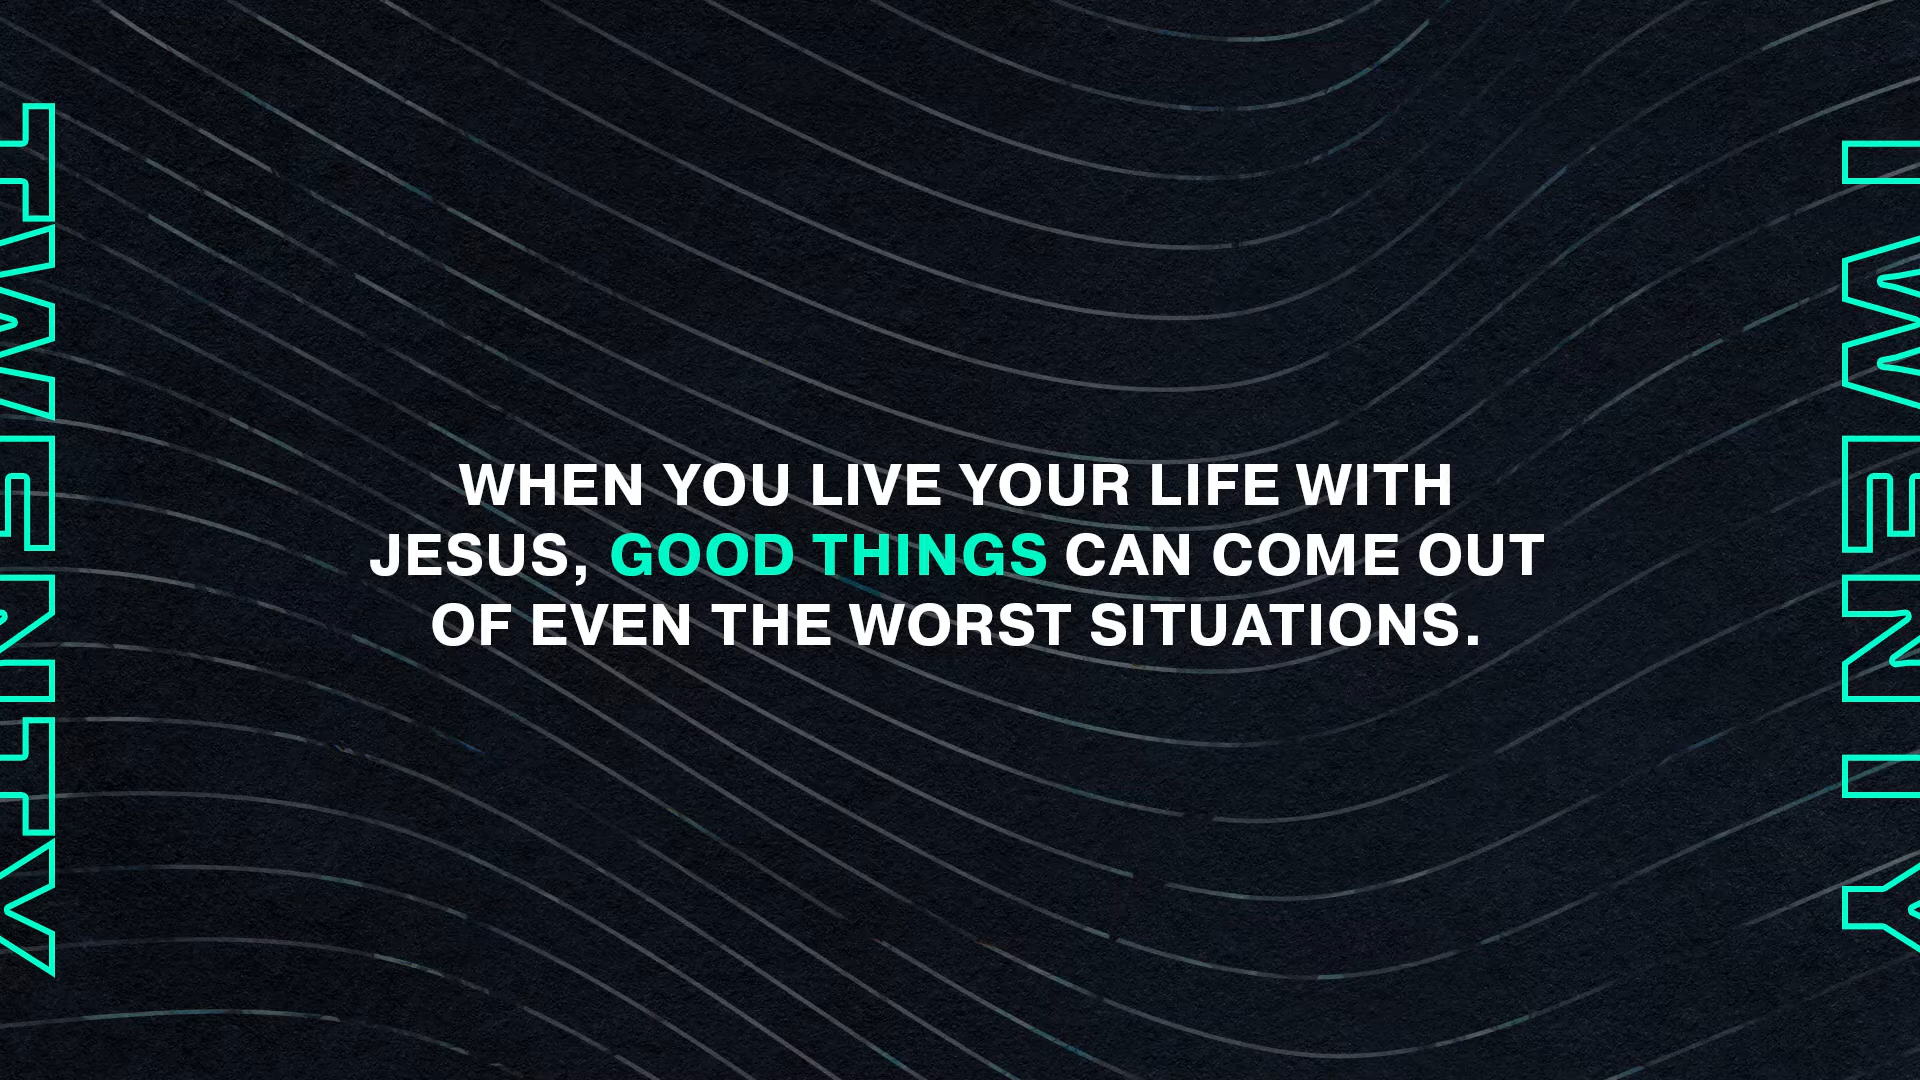 TWENTY
WHEN YOU LIVE YOUR LIFE WITH
JESUS, GOOD THINGS CAN COME OUT
OF EVEN THE WORST SITUATIONS.
TWENTY